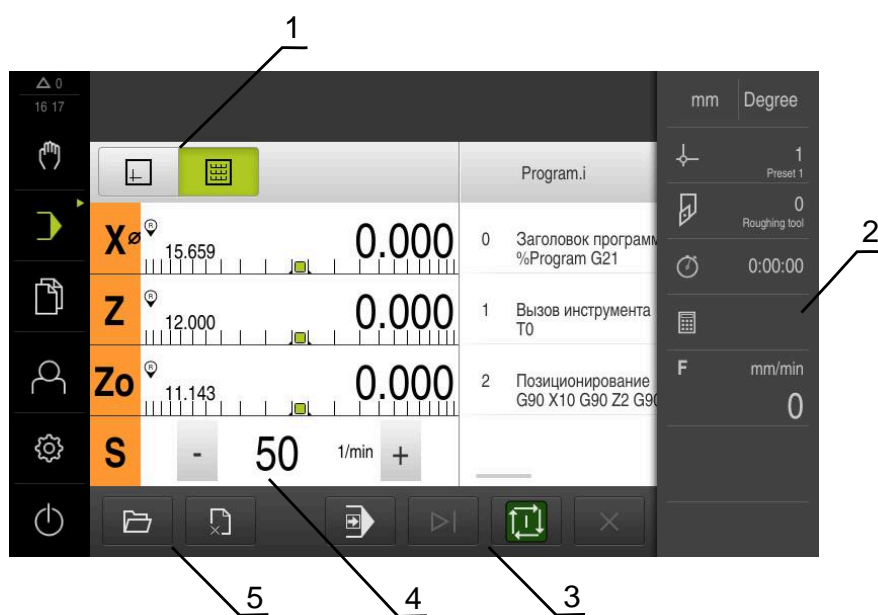 1
0
16 17
mm Degree
1
Preset 1
Program.i
0
Roughing tool
2
X⌀ R 15.659 0.000
0 Заголовок програм
%Program G21
0:00:00
Z R 12.000 0.000
1 Вызов инструмента
T0
F mm/min
0
Zo R 11.143 0.000
2 Позиционирование
G90 X10 G90 Z2 G90
S - 50 1/min +
5
4
3